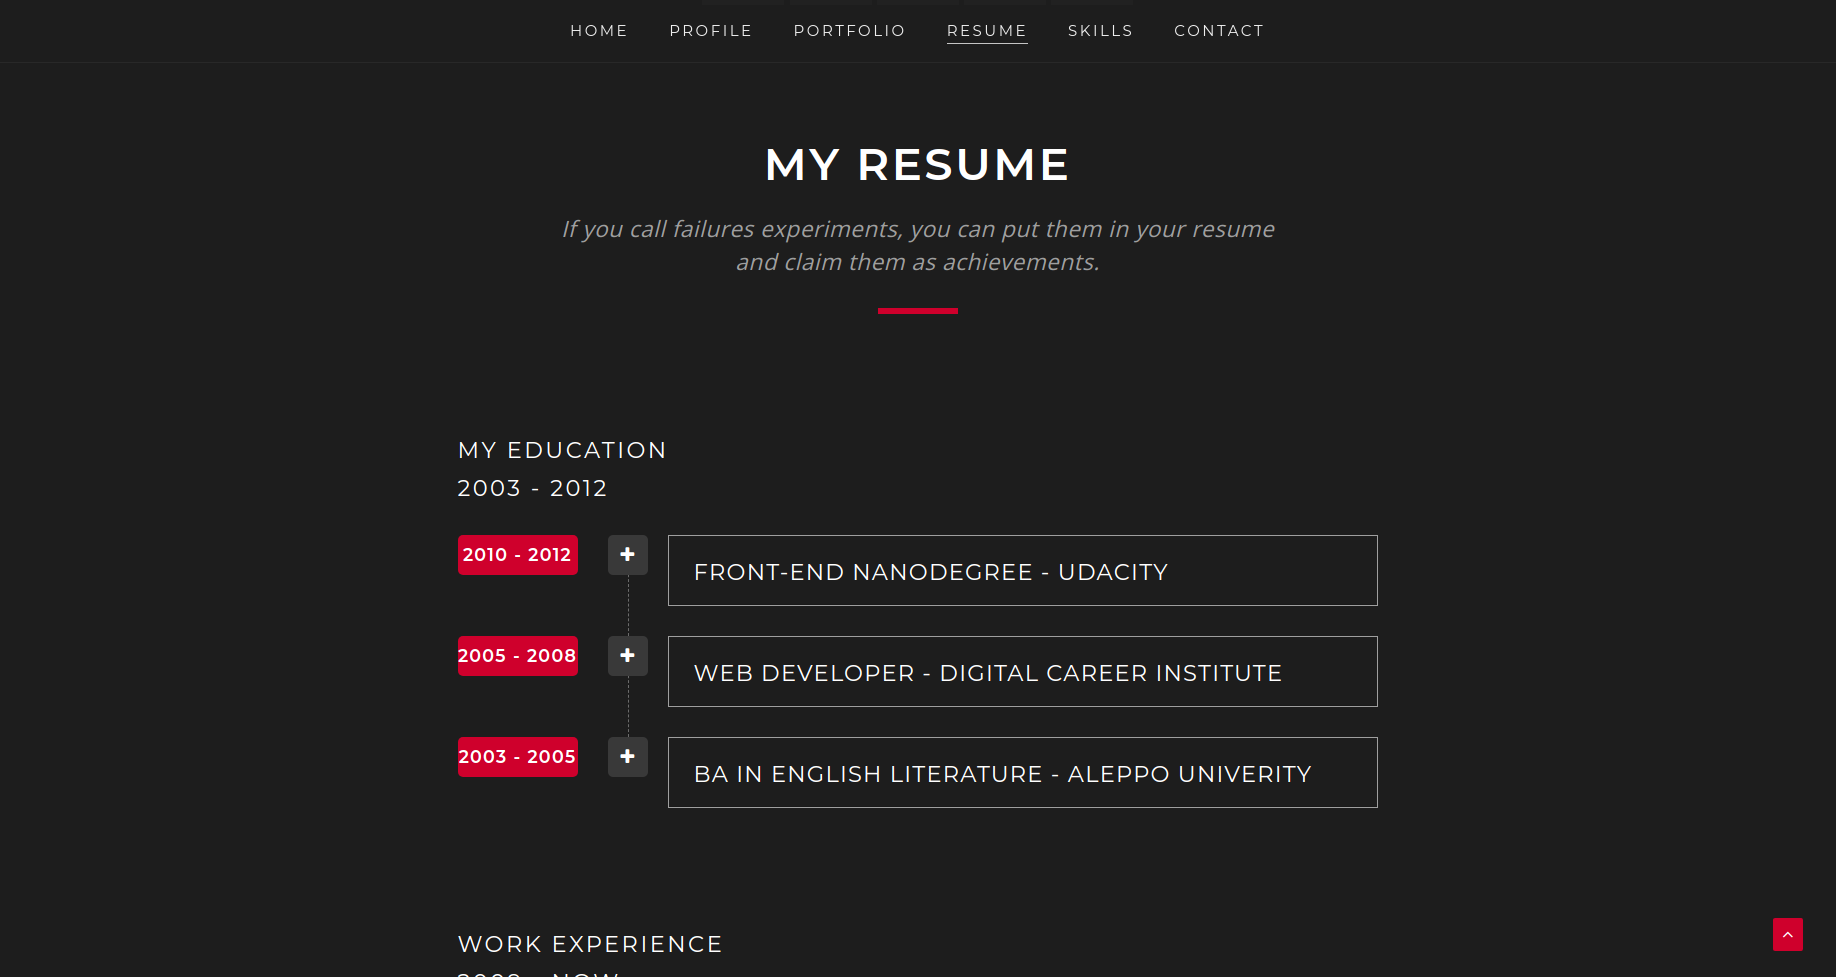 HOME PROFILE PORTFOLIO RESUME SKILLS CONTACT
MY RESUME
If you call failures experiments, you can put them in your resume
and claim them as achievements.
MY EDUCATION
2003 - 2012
2010 - 2012
FRONT-END NANODEGREE - UDACITY
2005 - 2008
WEB DEVELOPER - DIGITAL CAREER INSTITUTE
2003 - 2005
BA IN ENGLISH LITERATURE - ALEPPO UNIVERITY
WORK EXPERIENCE
- NOW